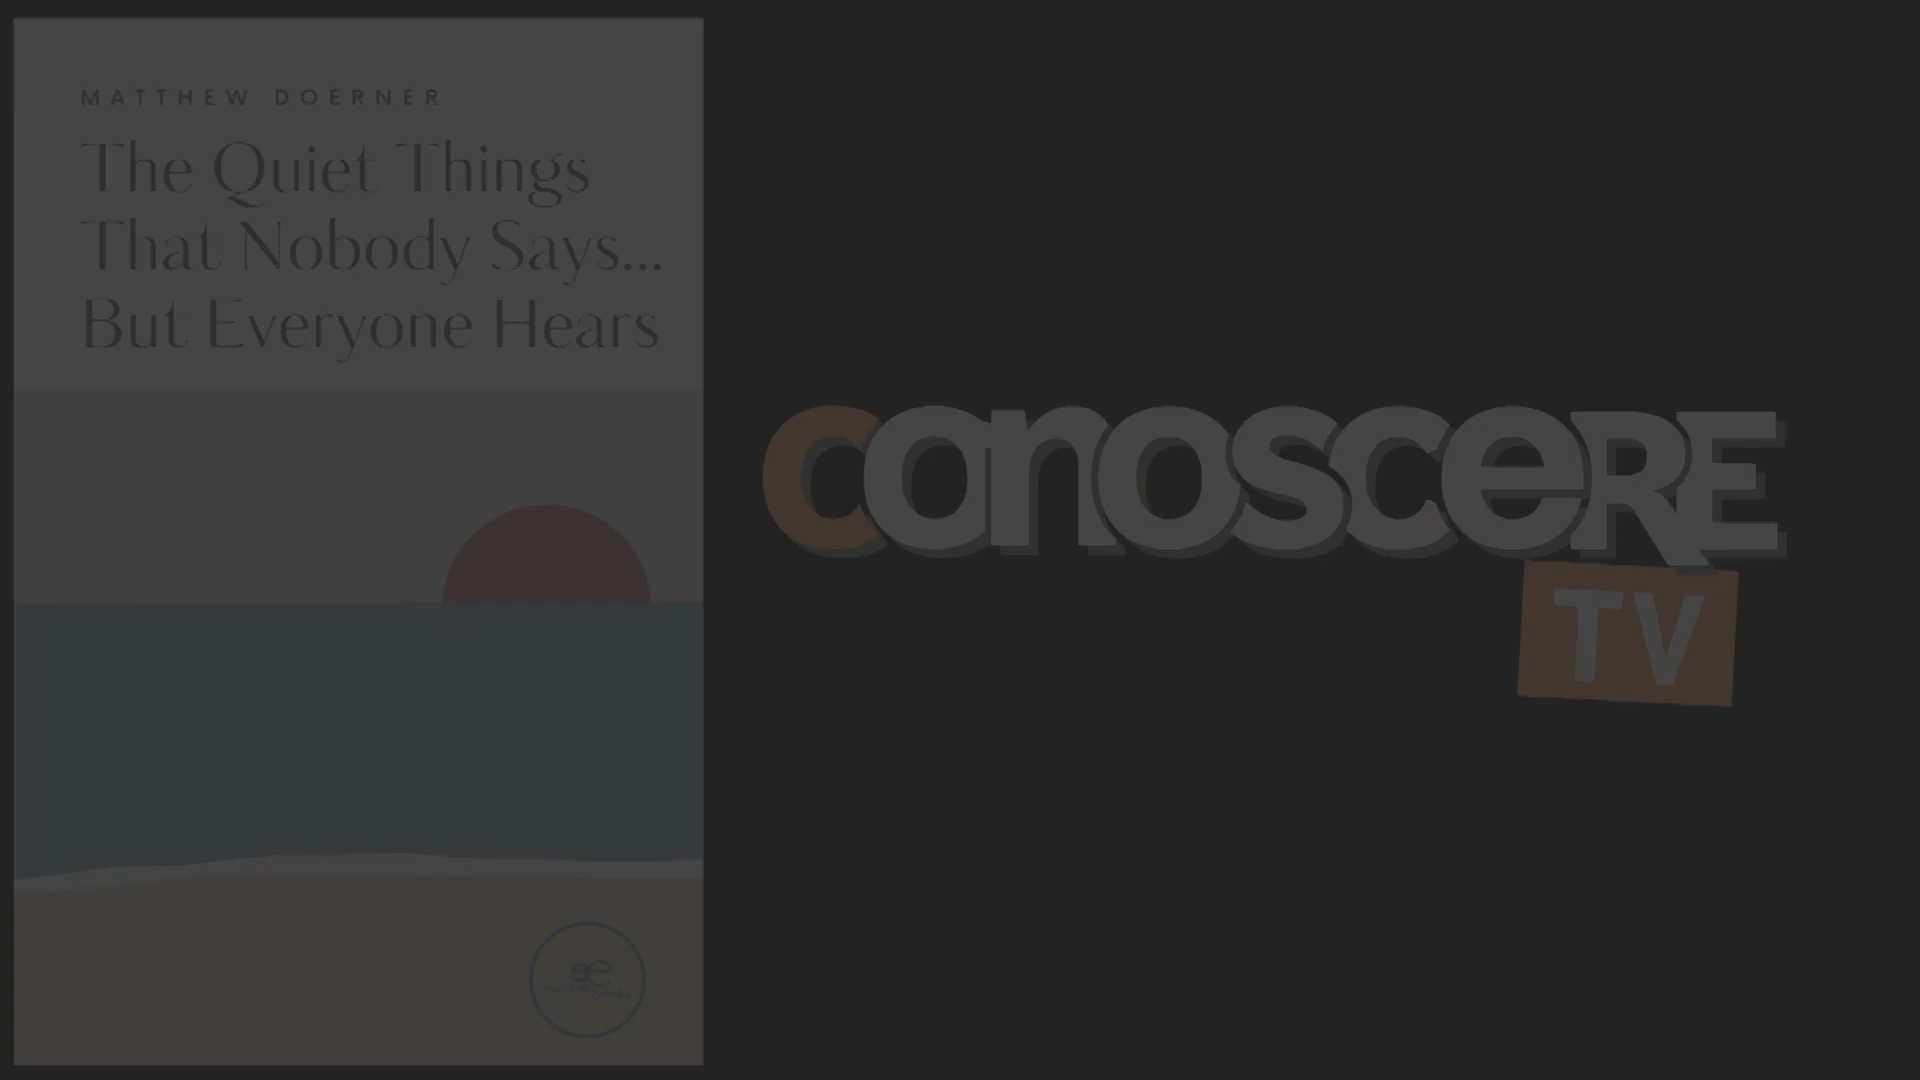 MATTHEW DOERNER
The Quiet Things
That Nobody Says...
But Everyone Hears
conosceRE
TV